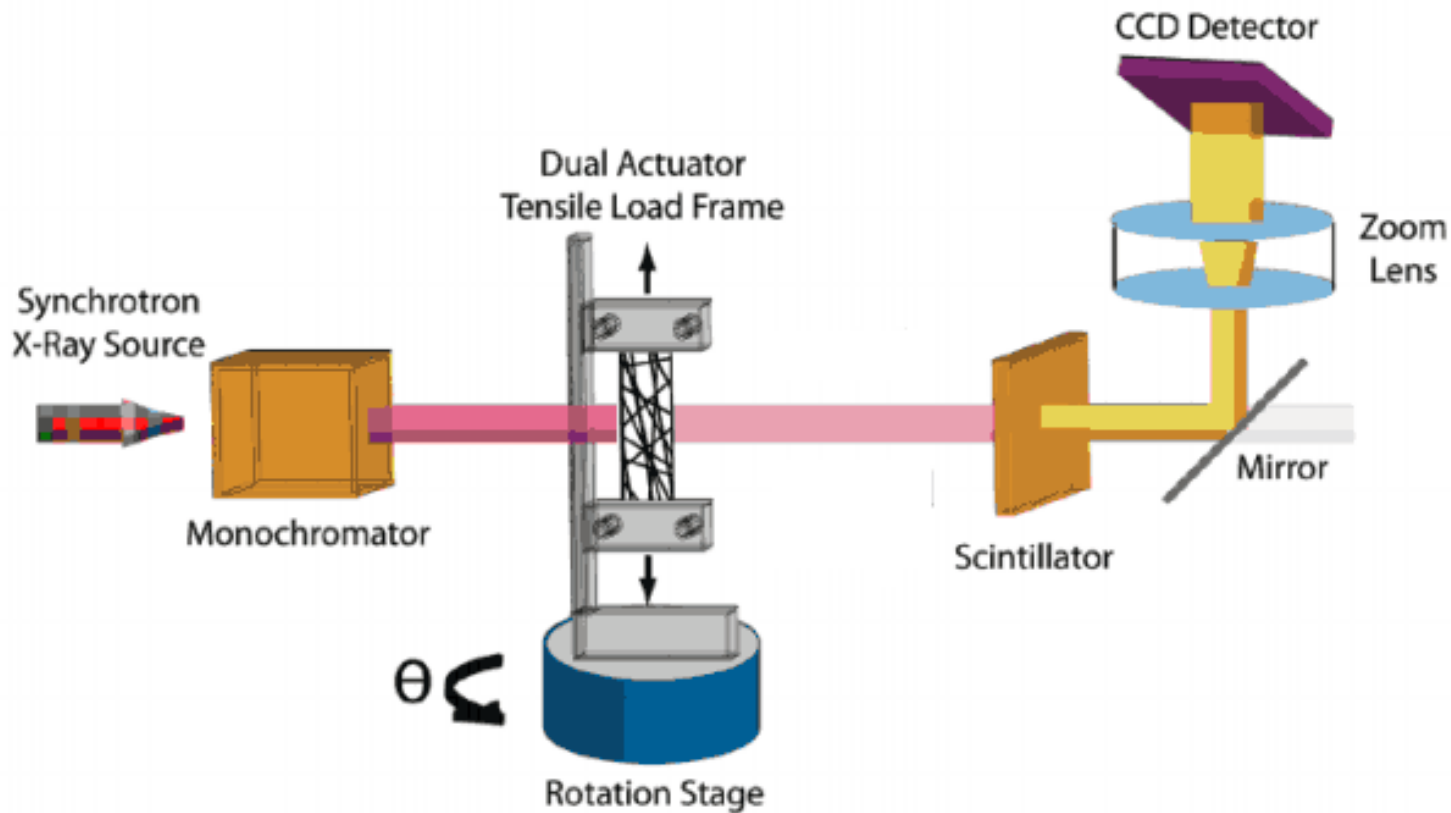 CCD Detector
Dual Actuator
Tensile Load Frame
Zoom
Lens
Synchrotron
X-Ray Source
Mirror
Monochromator
Scintillator
θ
Rotation Stage